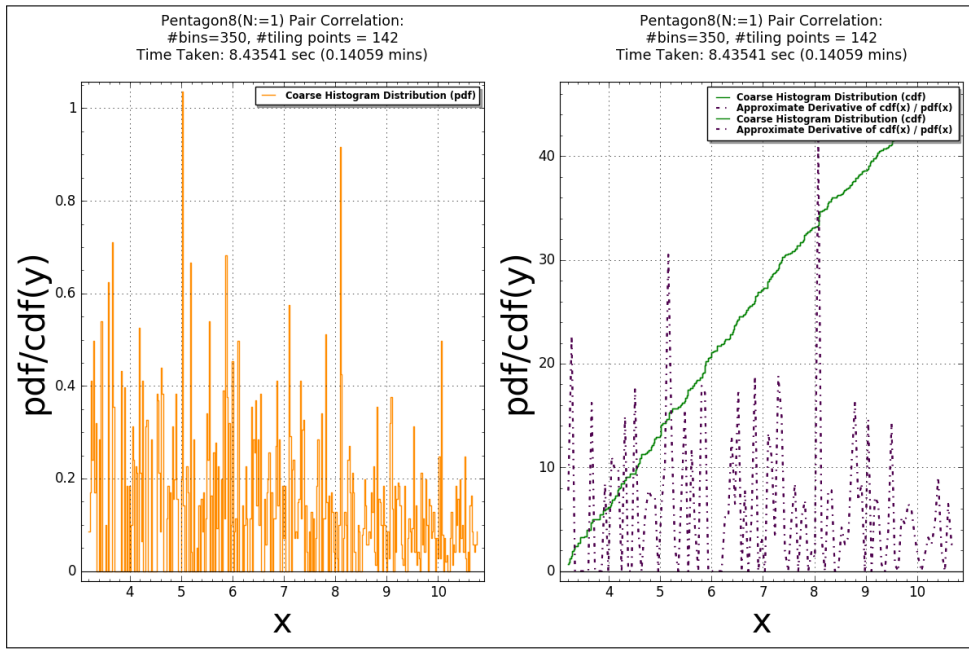 Pentagon8(N:=1) Pair Correlation:
#bins=350, #tiling points = 142
Time Taken: 8.43541 sec (0.14059 mins)
Coarse Histogram Distribution (pdf)
1
0.8
0.6
0.4
0.2
0
pdf/cdf(y)
4 5 6 7 8 9 10
x
Pentagon8(N:=1) Pair Correlation:
#bins=350, #tiling points = 142
Time Taken: 8.43541 sec (0.14059 mins)
Coarse Histogram Distribution (cdf)
Approximate Derivative of cdf(x) / pdf(x)
Coarse Histogram Distribution (cdf)
Approximate Derivative of cdf(x) / pdf(x)
40
30
20
10
0
pdf/cdf(y)
4 5 6 7 8 9 10
x